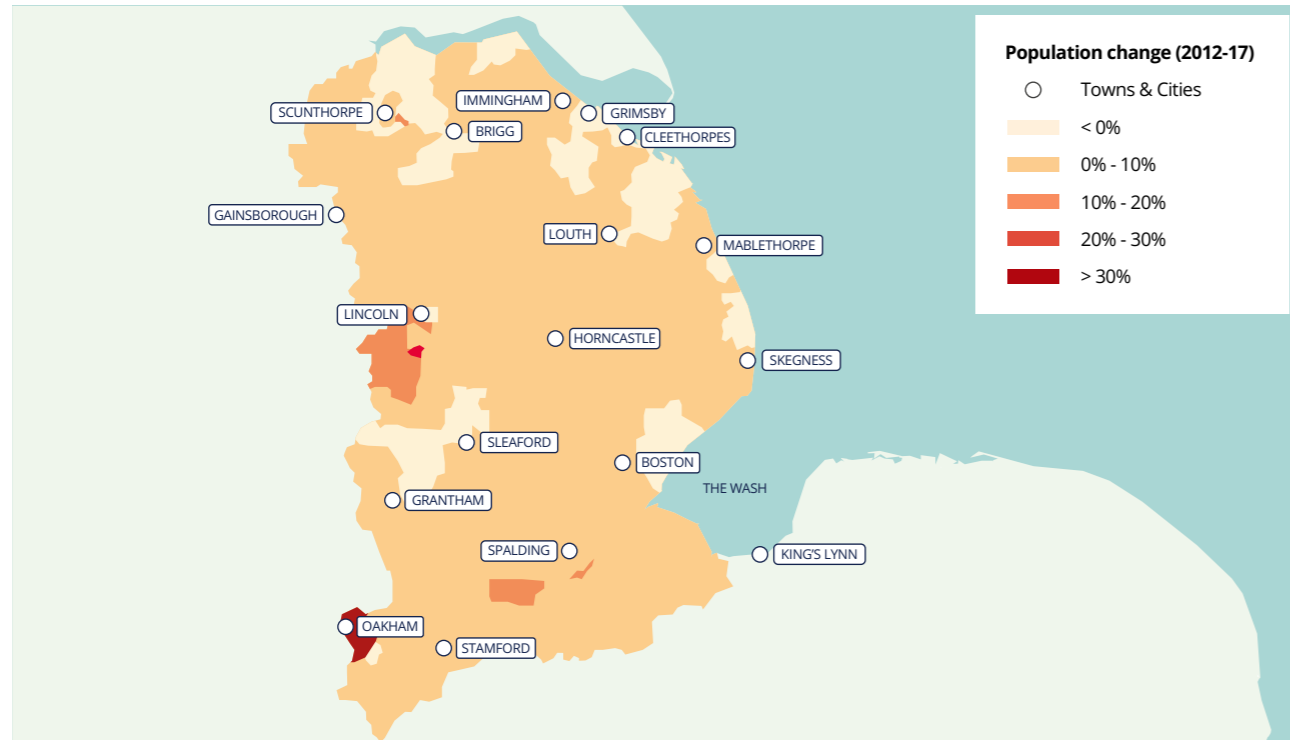 Population change (2012-17)
Towns & Cities
< 0%
0% - 10%
10% - 20%
20% - 30%
> 30%
SCUNTHORPE
IMMINGHAM
GRIMSBY
BRIGG
CLEETHORPES
GAINSBOROUGH
LOUTH
MABLETHORPE
LINCOLN
HORNCASTLE
SKEGNESS
SLEAFORD
BOSTON
THE WASH
GRANTHAM
SPALDING
KING'S LYNN
OAKHAM
STAMFORD